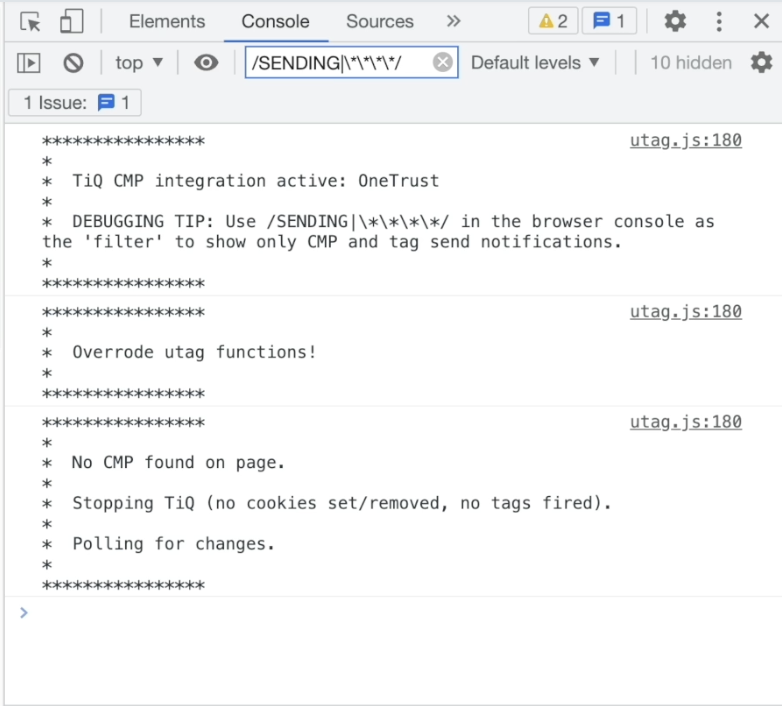 Elements Console Sources » 2 1
top ▼ /SENDING|\*\*\*\*/ Default levels ▼ 10 hidden
1 Issue: 1
**************** utag.js:180
*
* TiQ CMP integration active: OneTrust
*
* DEBUGGING TIP: Use /SENDING|\*\*\*\*/ in the browser console as
the 'filter' to show only CMP and tag send notifications.
*
****************
**************** utag.js:180
*
* Overrode utag functions!
*
****************
**************** utag.js:180
*
* No CMP found on page.
*
* Stopping TiQ (no cookies set/removed, no tags fired).
*
* Polling for changes.
*
****************
>